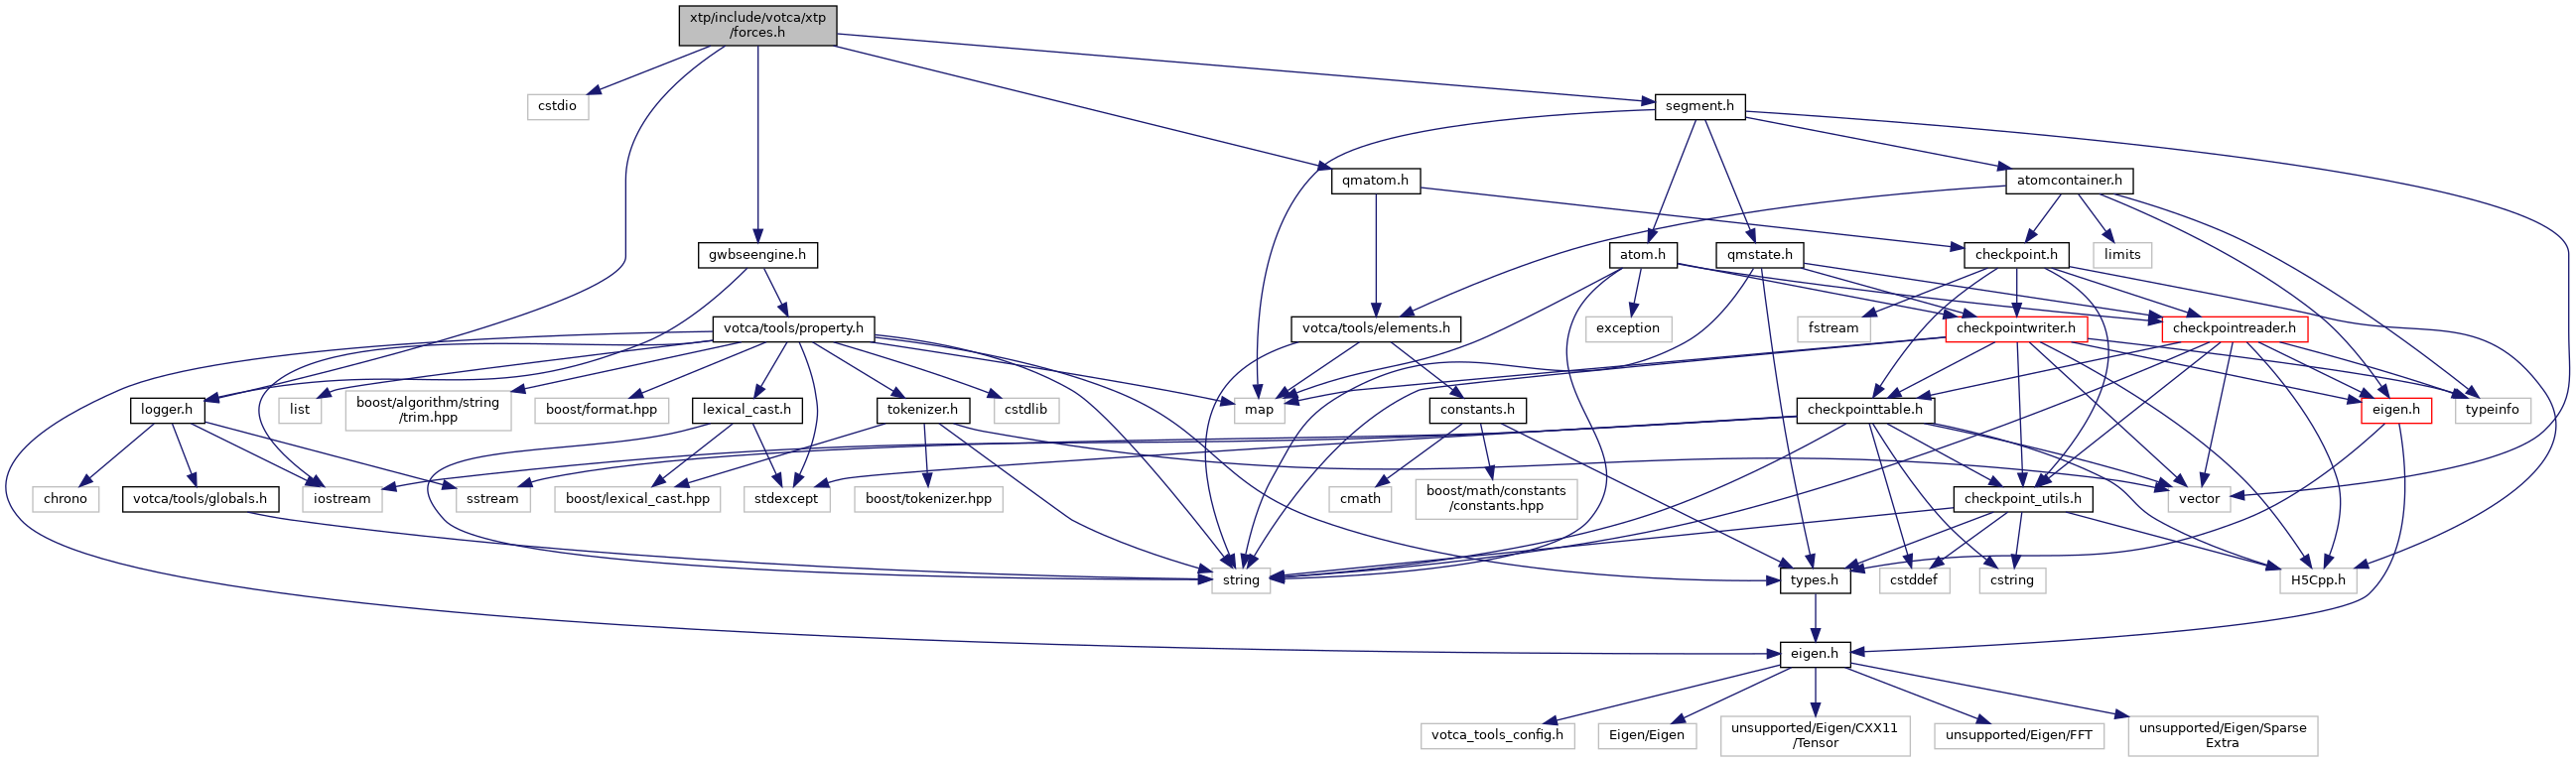 xtp/include/votca/xtp
/forces.h
cstdio
segment.h
qmatom.h
atomcontainer.h
gwbseengine.h
atom.h
qmstate.h
checkpoint.h
limits
votca/tools/property.h
votca/tools/elements.h
exception
fstream
checkpointwriter.h
checkpointreader.h
logger.h
list
boost/algorithm/string
/trim.hpp
boost/format.hpp
lexical_cast.h
tokenizer.h
cstdlib
map
constants.h
checkpointtable.h
eigen.h
typeinfo
chrono
votca/tools/globals.h
iostream
sstream
boost/lexical_cast.hpp
stdexcept
boost/tokenizer.hpp
cmath
boost/math/constants
/constants.hpp
checkpoint_utils.h
vector
string
types.h
cstddef
cstring
H5Cpp.h
eigen.h
votca_tools_config.h
Eigen/Eigen
unsupported/Eigen/CXX11
/Tensor
unsupported/Eigen/FFT
unsupported/Eigen/Sparse
Extra